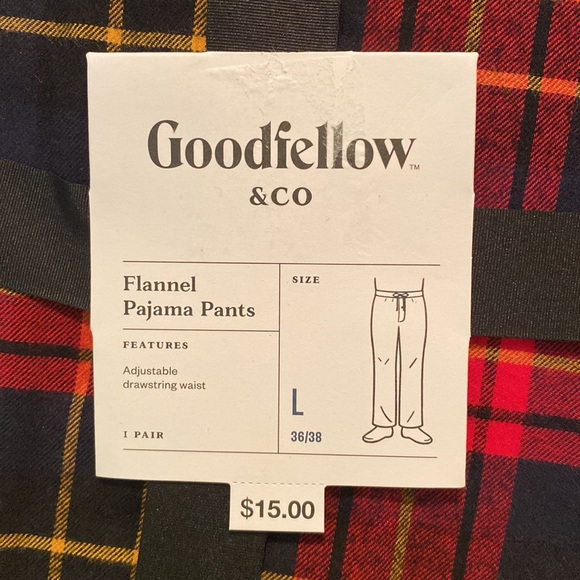 Goodfellow™
&CO
Flannel
Pajama Pants
FEATURES
Adjustable
drawstring waist
1 PAIR
SIZE
L
36/38
$15.00